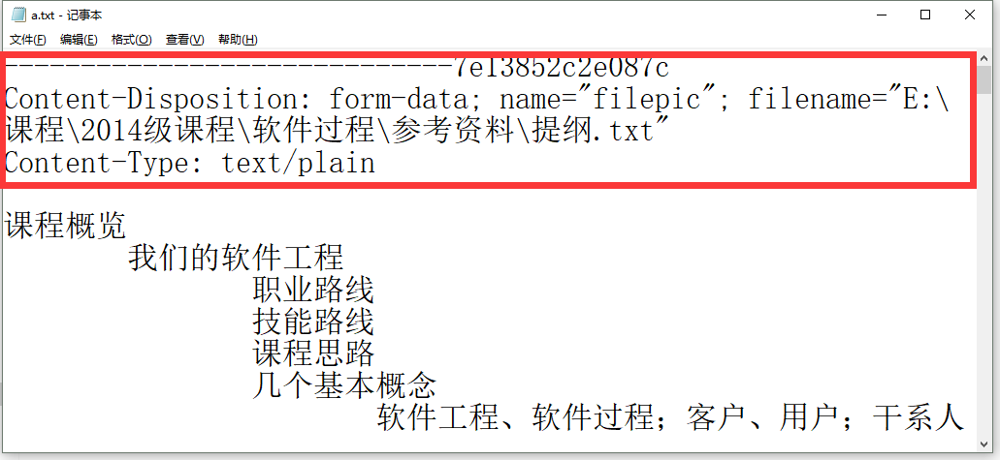 a.txt - 记事本
文件(F) 编辑(E) 格式(O) 查看(V) 帮助(H)
-----------------------------7e13852c2e087c
Content-Disposition: form-data; name="filepic"; filename="E:\
课程\2014级课程\软件过程\参考资料\提纲.txt"
Content-Type: text/plain
课程概览
我们的软件工程
职业路线
技能路线
课程思路
几个基本概念
软件工程、软件过程；客户、用户；干系人